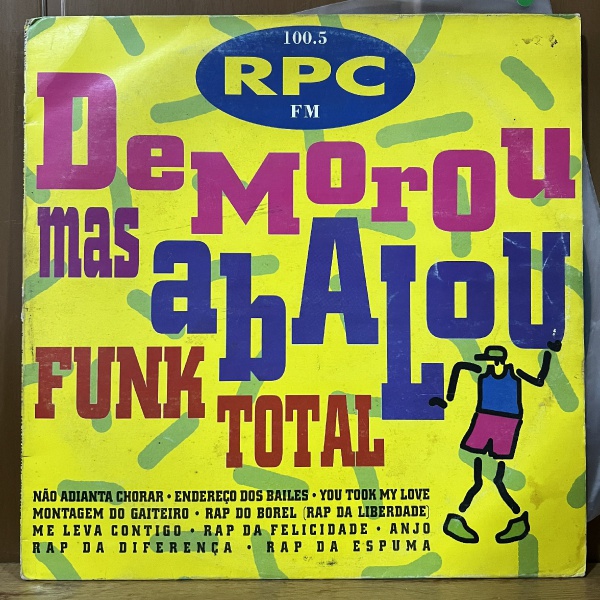 100.5
RPC
FM
DeMOrOu
mas abALOU
FUNK
TOTAL
NÃO ADIANTA CHORAR • ENDEREÇO DOS BAILES • YOU TOOK MY LOVE
MONTAGEM DO GAITEIRO • RAP DO BOREL (RAP DA LIBERDADE)
ME LEVA CONTIGO • RAP DA FELICIDADE • ANJO
RAP DA DIFERENÇA • RAP DA ESPUMA